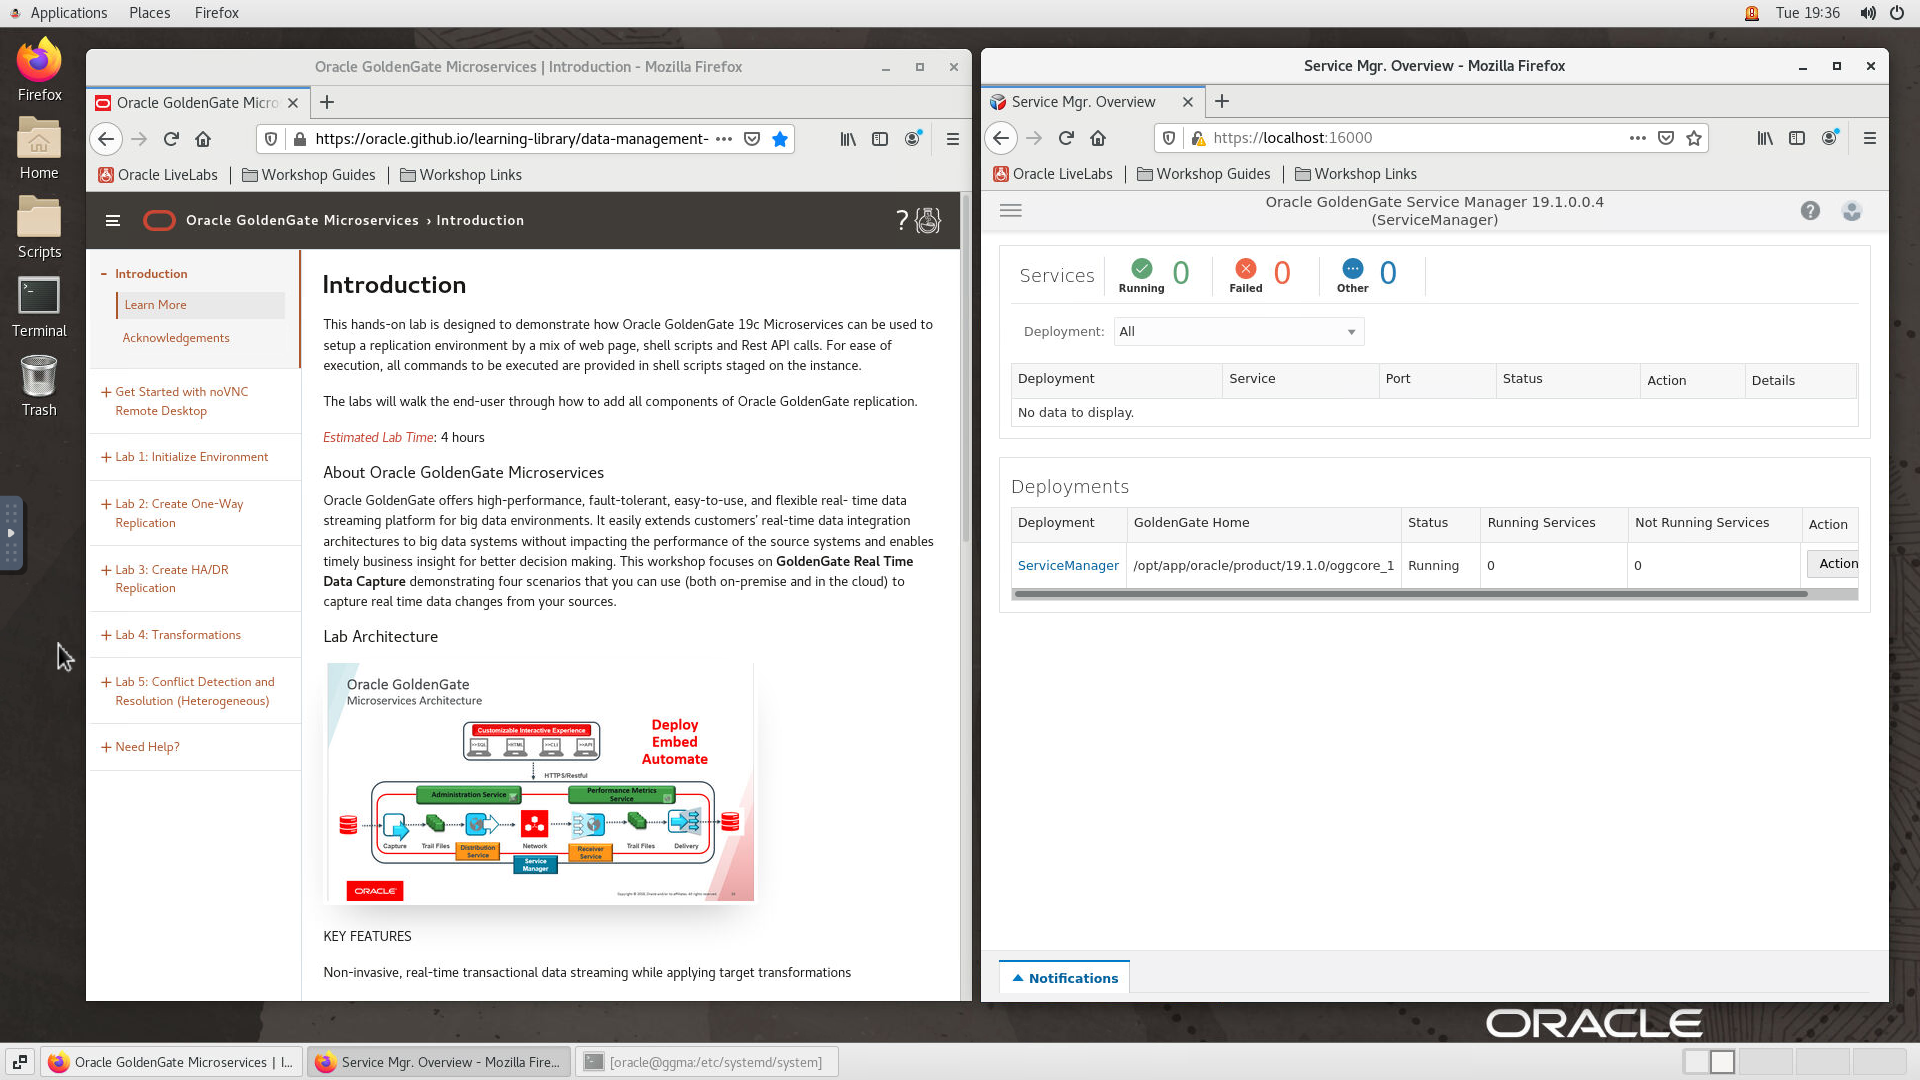 Applications Places Firefox
Tue 19:36
Firefox
Home
Scripts
Terminal
Trash
Oracle GoldenGate Microservices | Introduction - Mozilla Firefox
Oracle GoldenGate Micro
https://oracle.github.io/learning-library/data-management-
Oracle LiveLabs Workshop Guides Workshop Links
Oracle GoldenGate Microservices › Introduction
Introduction
Learn More
Acknowledgements
Get Started with noVNC
Remote Desktop
Lab 1: Initialize Environment
Lab 2: Create One-Way
Replication
Lab 3: Create HA/DR
Replication
Lab 4: Transformations
Lab 5: Conflict Detection and
Resolution (Heterogeneous)
Need Help?
Introduction
This hands-on lab is designed to demonstrate how Oracle GoldenGate 19c Microservices can be used to
setup a replication environment by a mix of web page, shell scripts and Rest API calls. For ease of
execution, all commands to be executed are provided in shell scripts staged on the instance.
The labs will walk the end-user through how to add all components of Oracle GoldenGate replication.
Estimated Lab Time: 4 hours
About Oracle GoldenGate Microservices
Oracle GoldenGate offers high-performance, fault-tolerant, easy-to-use, and flexible real- time data
streaming platform for big data environments. It easily extends customers' real-time data integration
architectures to big data systems without impacting the performance of the source systems and enables
timely business insight for better decision making. This workshop focuses on GoldenGate Real Time
Data Capture demonstrating four scenarios that you can use (both on-premise and in the cloud) to
capture real time data changes from your sources.
Lab Architecture
Oracle GoldenGate
Microservices Architecture
Customizable Interactive Experience
Deploy
Embed
Automate
HTTPS/Restful
Administration Service
Performance Metrics
Service
Capture Trail Files Distribution
Service Network Receiver
Service Trail Files Delivery
Service
Manager
ORACLE
KEY FEATURES
Non-invasive, real-time transactional data streaming while applying target transformations
Service Mgr. Overview - Mozilla Firefox
Service Mgr. Overview
https://localhost:16000
Oracle LiveLabs Workshop Guides Workshop Links
Oracle GoldenGate Service Manager 19.1.0.0.4
(ServiceManager)
Services
Running 0
Failed 0
Other 0
Deployment: All
Deployment Service Port Status Action Details
No data to display.
Deployments
Deployment GoldenGate Home Status Running Services Not Running Services Action
ServiceManager /opt/app/oracle/product/19.1.0/oggcore_1 Running 0 0 Action
Notifications
ORACLE
Oracle GoldenGate Microservices | I...
Service Mgr. Overview - Mozilla Fire...
[oracle@ggma:/etc/systemd/system]